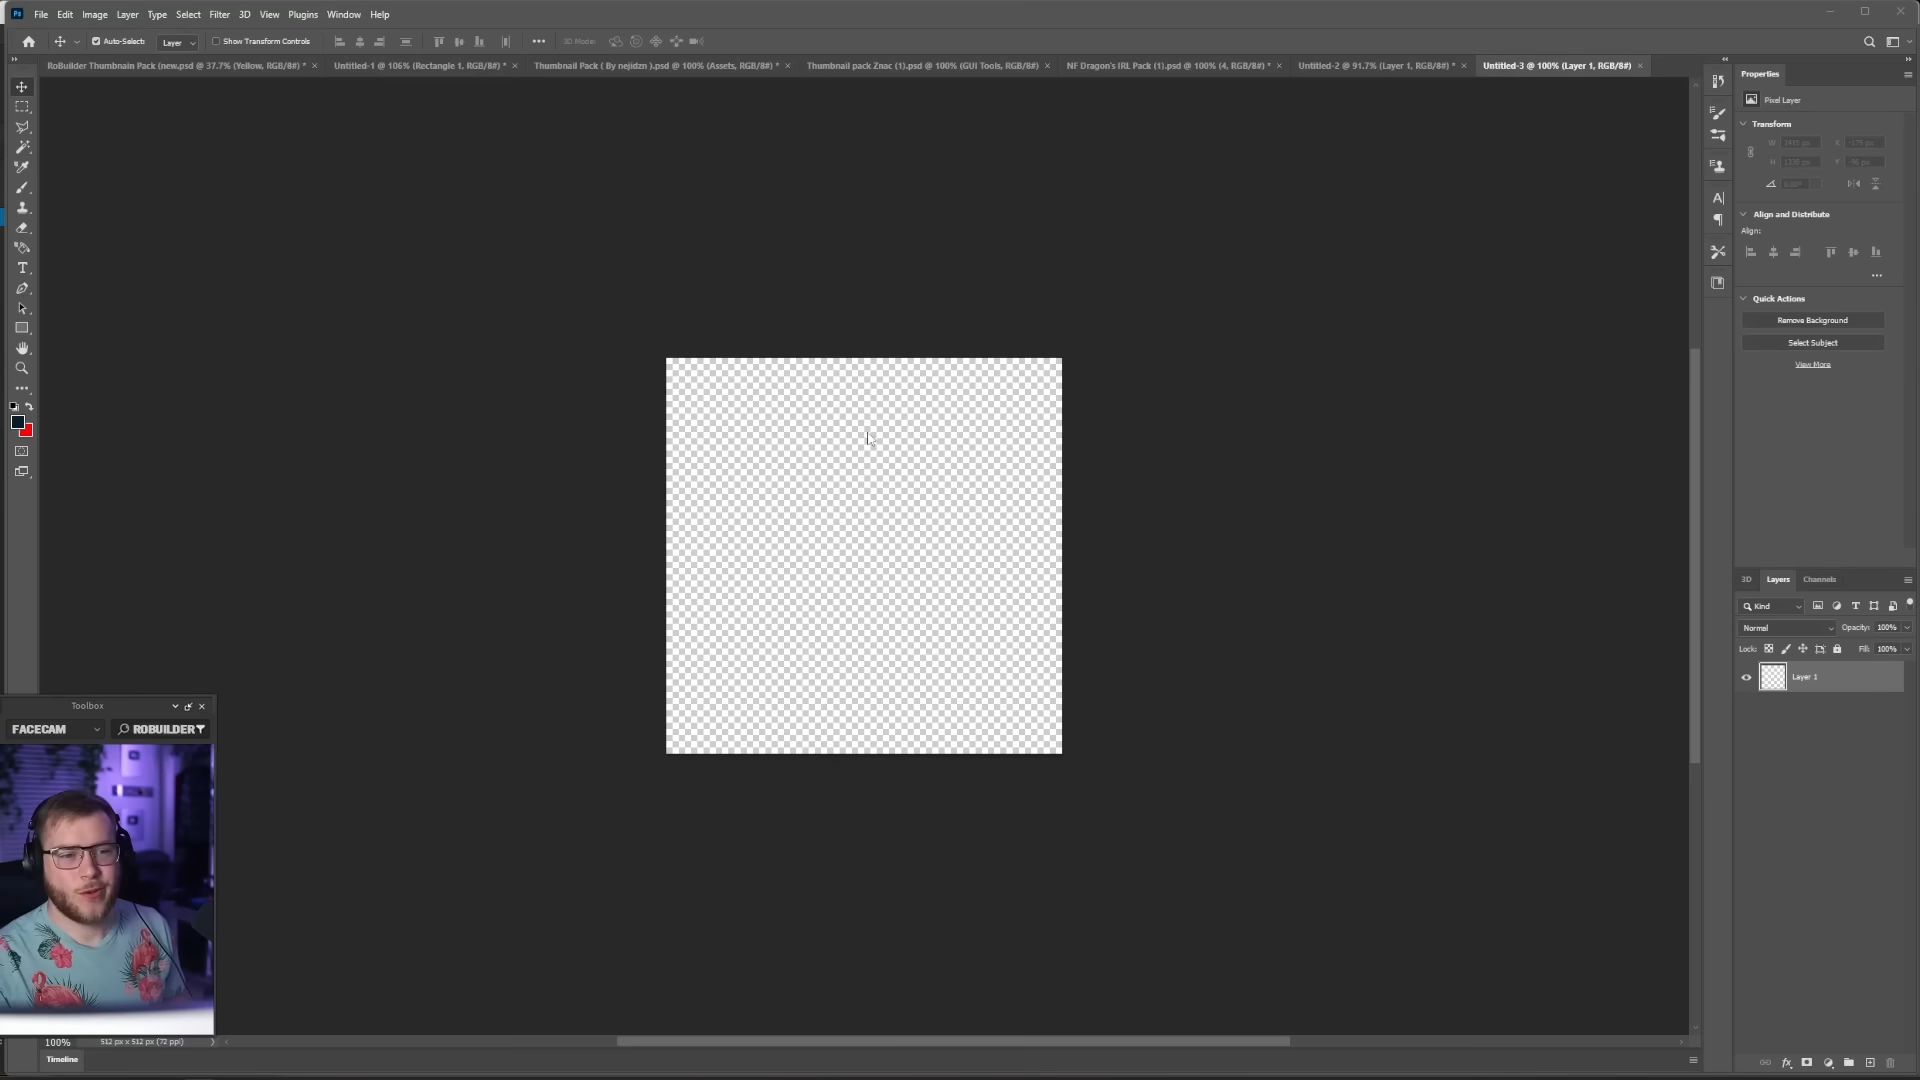 File Edit Image Layer Type Select Filter 3D View Plugins Window Help
Auto-Select: Layer Show Transform Controls 3D Mode:
RoBuilder Thumbnain Pack (new.psd @ 37.7% (Yellow, RGB/8#) * Untitled-1 @ 106% (Rectangle 1, RGB/8#) * Thumbnail Pack ( By nejidzn ).psd @ 100% (Assets, RGB/8#) * Thumbnail pack Znac (1).psd @ 100% (GUI Tools, RGB/8#) NF Dragon's IRL Pack (1).psd @ 100% (4, RGB/8#) * Untitled-2 @ 91.7% (Layer 1, RGB/8#) * Untitled-3 @ 100% (Layer 1, RGB/8#)
Properties
Pixel Layer
Transform
W X
H Y
Align and Distribute
Align:
Quick Actions
Remove Background
Select Subject
View More
3D Layers Channels
Kind
Normal Opacity: 100%
Lock: Fill: 100%
Layer 1
Toolbox
FACECAM ROBUILDER
100% 512 px x 512 px (72 ppi)
Timeline